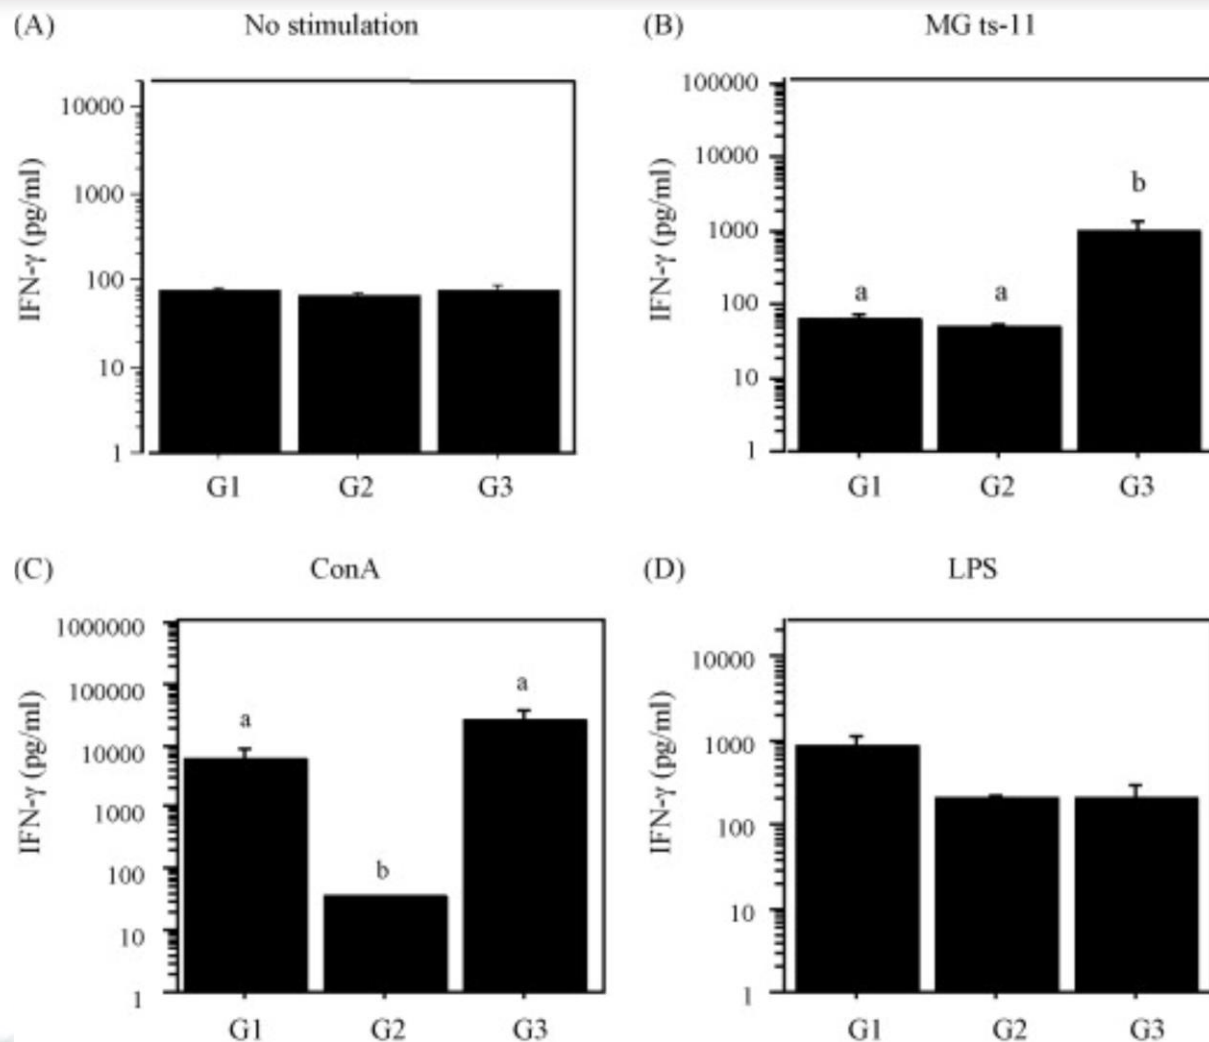 (A) No stimulation
IFN-γ (pg/ml)
10000
1000
100
10
1
G1 G2 G3
(B) MG ts-11
IFN-γ (pg/ml)
100000
10000
1000
100
10
1
a a b
G1 G2 G3
(C) ConA
IFN-γ (pg/ml)
1000000
100000
10000
1000
100
10
1
a b a
G1 G2 G3
(D) LPS
IFN-γ (pg/ml)
10000
1000
100
10
1
G1 G2 G3